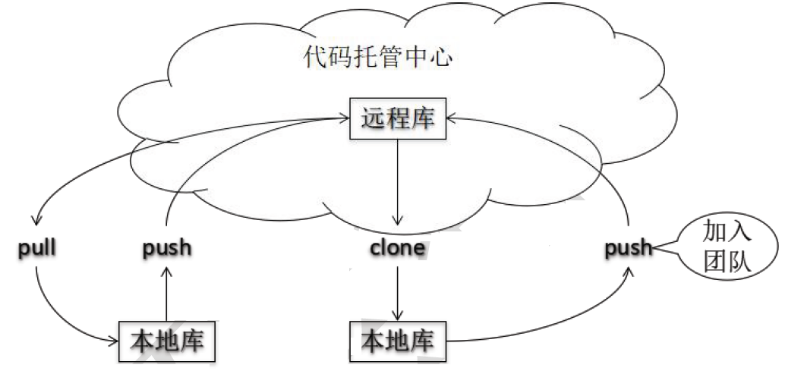 代码托管中心
远程库
pull
push
clone
push
加入
团队
本地库
本地库